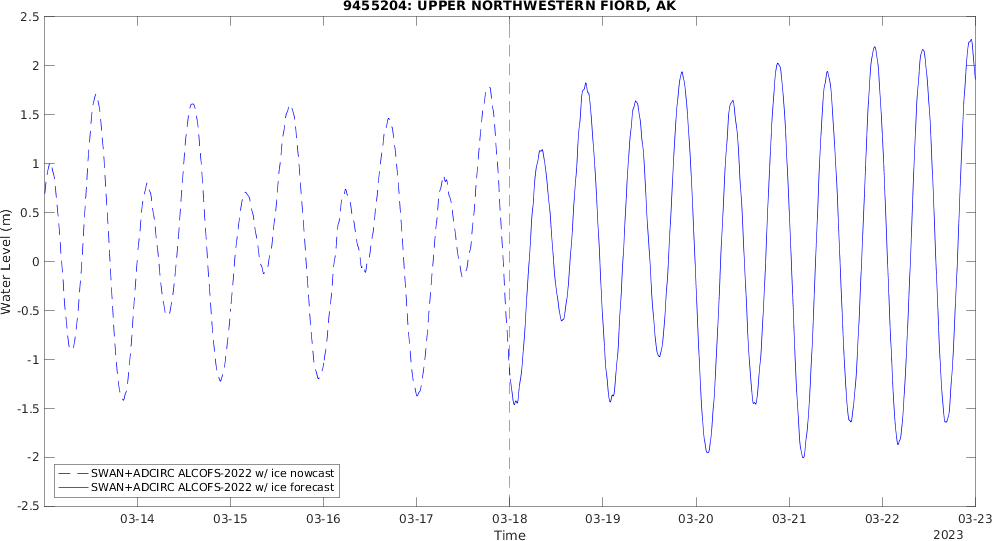 9455204: UPPER NORTHWESTERN FIORD, AK
2.5
2
1.5
1
0.5
0
-0.5
-1
-1.5
-2
-2.5
Water Level (m)
SWAN+ADCIRC ALCOFS-2022 w/ ice nowcast
SWAN+ADCIRC ALCOFS-2022 w/ ice forecast
03-14 03-15 03-16 03-17 03-18 03-19 03-20 03-21 03-22 03-23
Time
2023